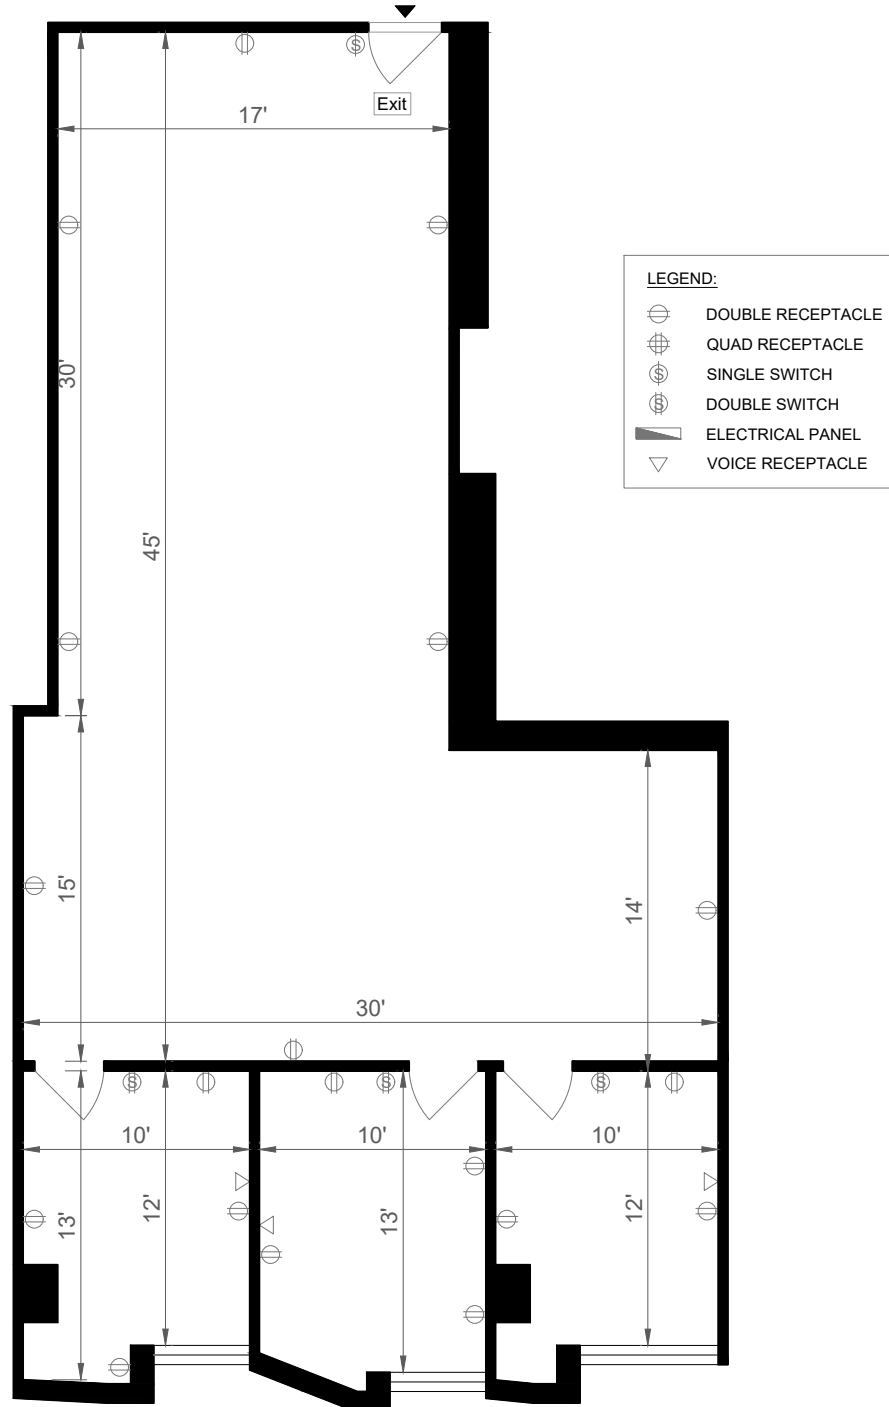 S
Exit
17'
LEGEND:
DOUBLE RECEPTACLE
QUAD RECEPTACLE
S SINGLE SWITCH
S DOUBLE SWITCH
ELECTRICAL PANEL
VOICE RECEPTACLE
30'
45'
15'
14'
30'
S
S
S
10'
10'
10'
13'
12'
13'
12'